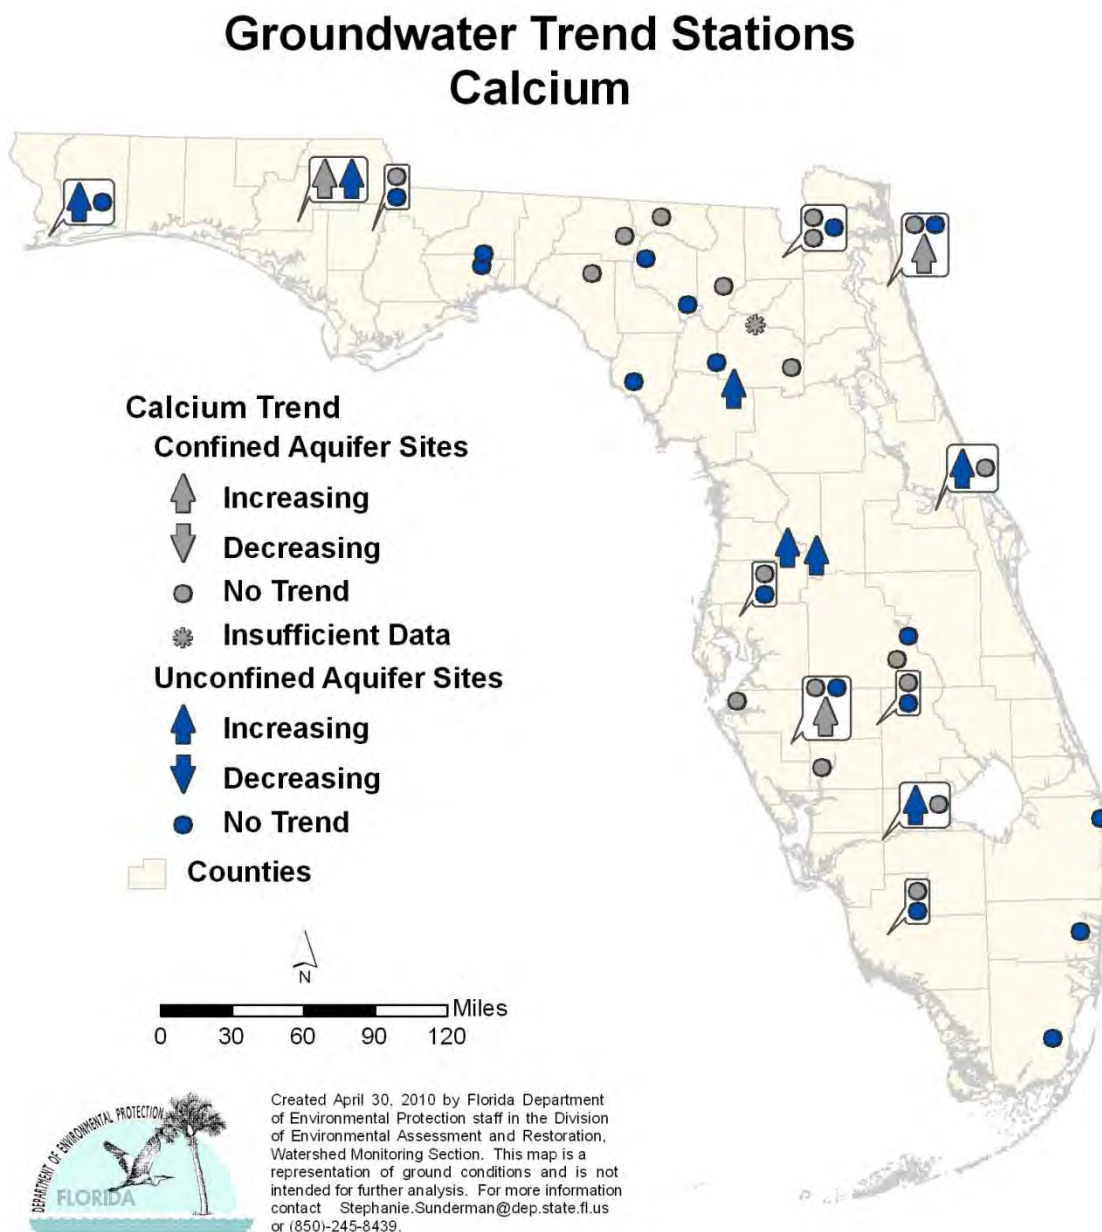 Groundwater Trend Stations
Calcium
Calcium Trend
Confined Aquifer Sites
Increasing
Decreasing
No Trend
Insufficient Data
Unconfined Aquifer Sites
Increasing
Decreasing
No Trend
Counties
N
Miles
0 30 60 90 120
DEPARTMENT OF ENVIRONMENTAL PROTECTION
FLORIDA
Created April 30, 2010 by Florida Department
of Environmental Protection staff in the Division
of Environmental Assessment and Restoration,
Watershed Monitoring Section. This map is a
representation of ground conditions and is not
intended for further analysis. For more information
contact Stephanie.Sunderman@dep.state.fl.us
or (850)-245-8439.